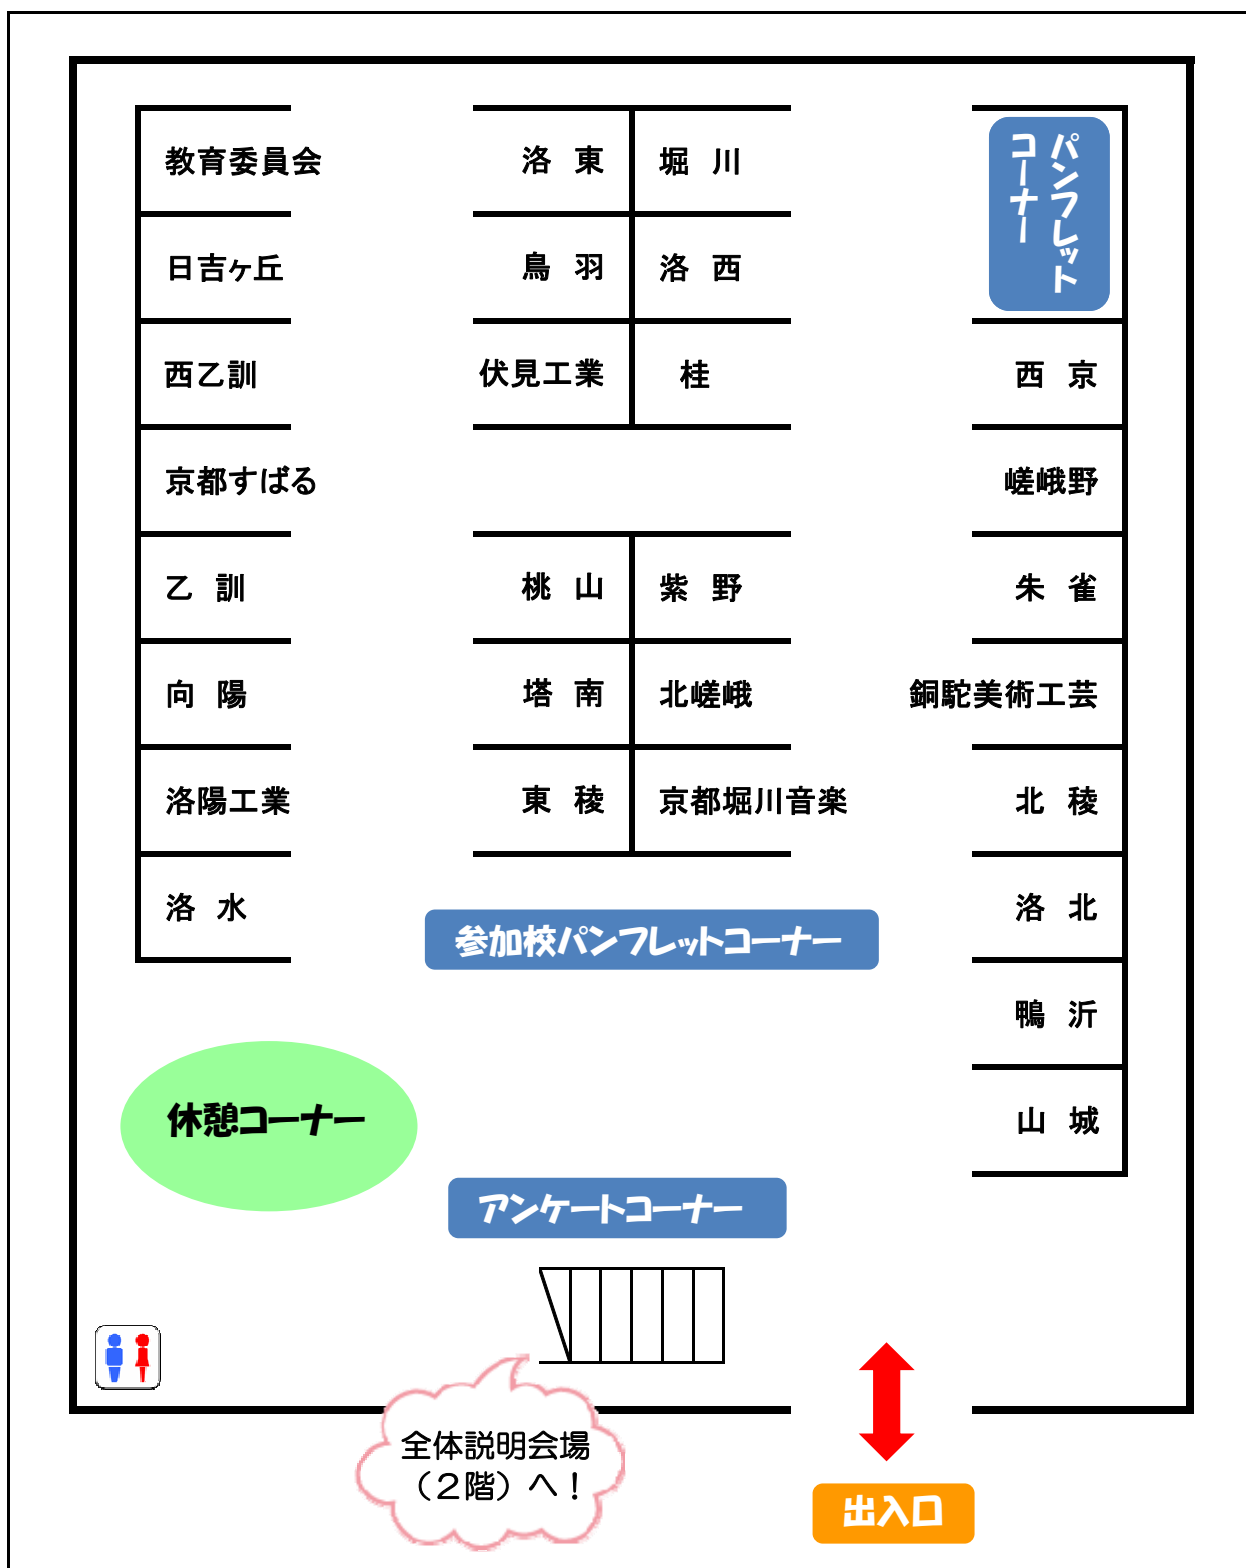 教育委員会
洛 東
堀 川
パンフレット
コーナー
日吉ヶ丘
鳥 羽
洛 西
西乙訓
伏見工業
桂
西 京
京都すばる
嵯峨野
乙 訓
桃 山
紫 野
朱 雀
向 陽
塔 南
北嵯峨
銅駝美術工芸
洛陽工業
東 稜
京都堀川音楽
北 稜
洛 水
洛 北
参加校パンフレットコーナー
鴨 沂
休憩コーナー
山 城
アンケートコーナー
全体説明会場
（２階）へ！
出入口